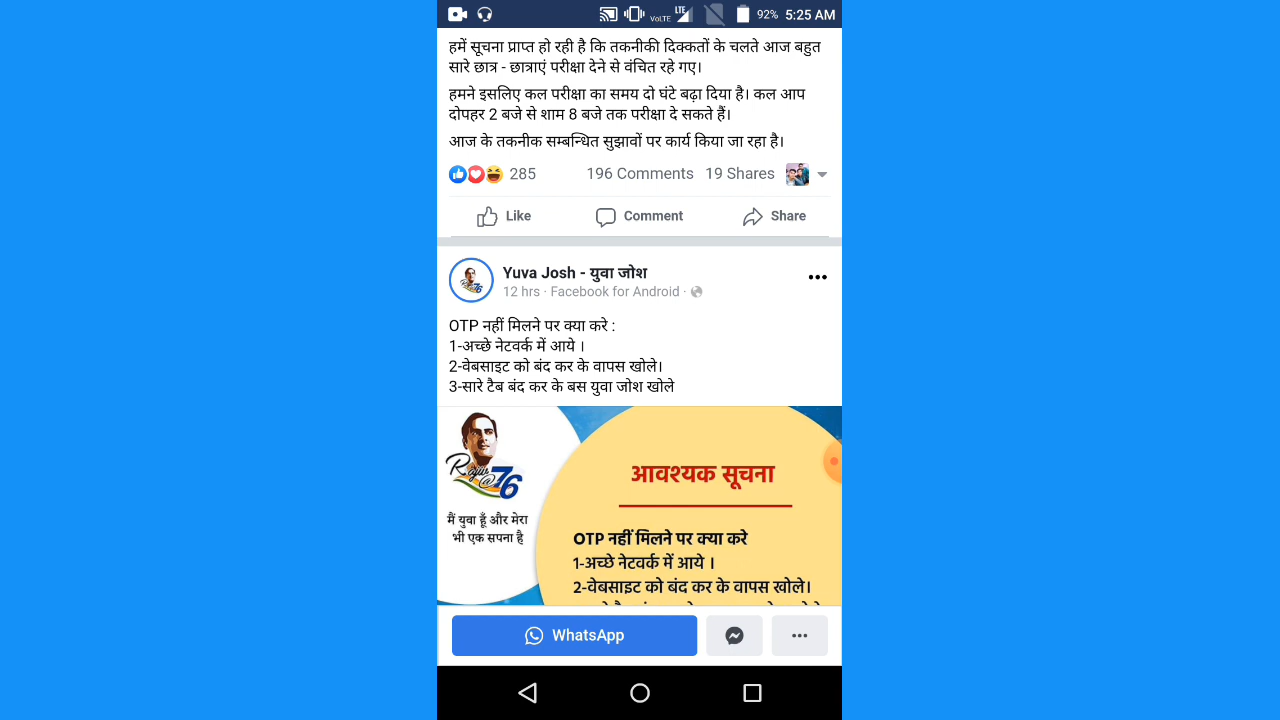 VoLTE LTE 92% 5:25 AM
हमें सूचना प्राप्त हो रही है कि तकनीकी दिक्कतों के चलते आज बहुत
सारे छात्र - छात्राएं परीक्षा देने से वंचित रहे गए।
हमने इसलिए कल परीक्षा का समय दो घंटे बढ़ा दिया है। कल आप
दोपहर 2 बजे से शाम 8 बजे तक परीक्षा दे सकते हैं।
आज के तकनीक सम्बन्धित सुझावों पर कार्य किया जा रहा है।
285 196 Comments 19 Shares
Like Comment Share
Yuva Josh - युवा जोश
12 hrs · Facebook for Android ·
OTP नहीं मिलने पर क्या करे :
1-अच्छे नेटवर्क में आये ।
2-वेबसाइट को बंद कर के वापस खोले।
3-सारे टैब बंद कर के बस युवा जोश खोले
Rajiv
@76
मैं युवा हूँ और मेरा
भी एक सपना है
आवश्यक सूचना
OTP नहीं मिलने पर क्या करे
1-अच्छे नेटवर्क में आये ।
2-वेबसाइट को बंद कर के वापस खोले।
WhatsApp